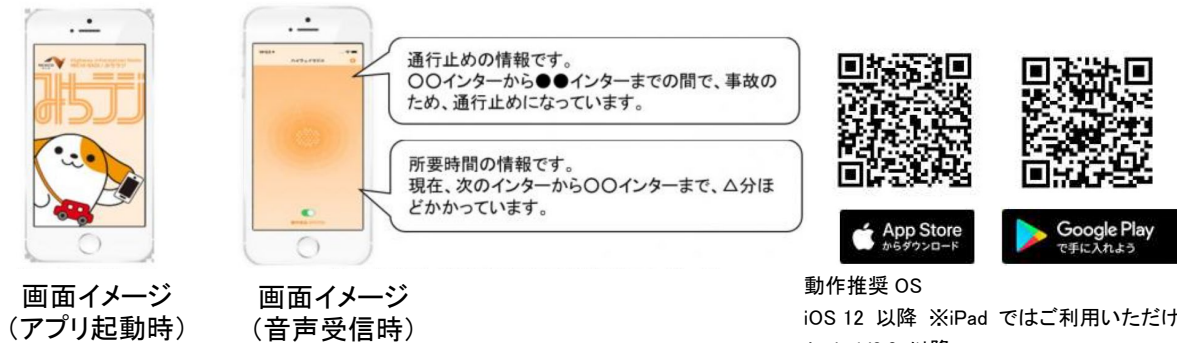 みちラジ
通行止めの情報です。
〇〇インターから●●インターまでの間で、事故の
ため、通行止めになっています。
所要時間の情報です。
現在、次のインターから〇〇インターまで、△分ほ
どかかっています。
App Store
からダウンロード
Google Play
で手に入れよう
画面イメージ
(アプリ起動時)
画面イメージ
(音声受信時)
動作推奨 OS
iOS 12 以降 ※iPad ではご利用いただけ